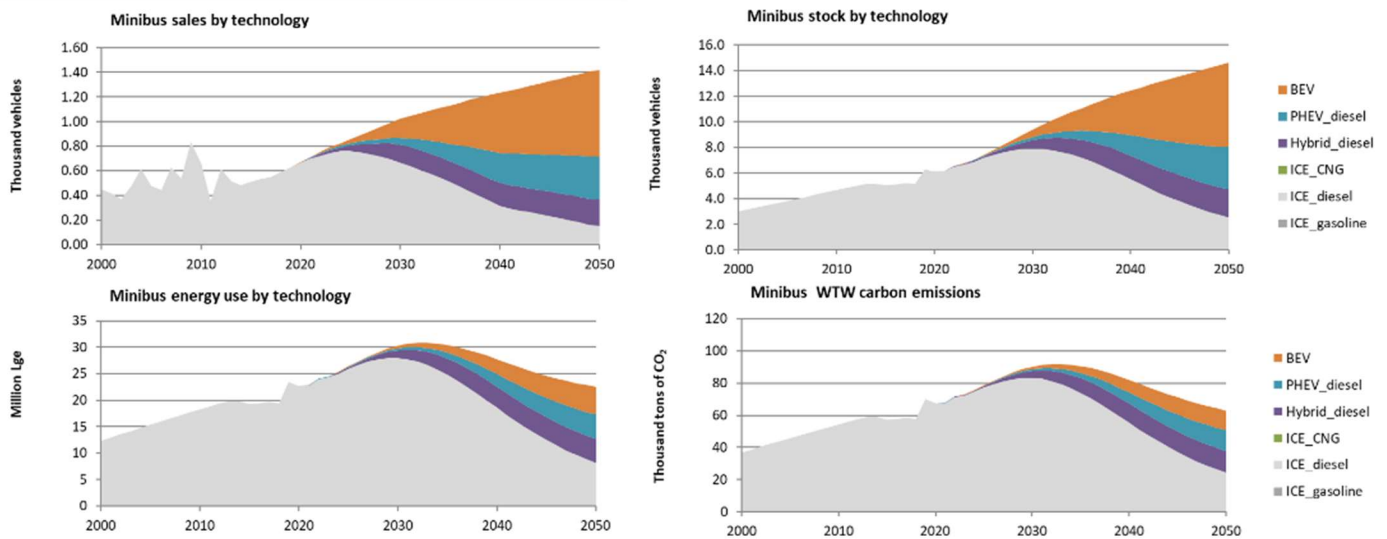 Minibus sales by technology
Thousand vehicles
1.60
1.40
1.20
1.00
0.80
0.60
0.40
0.20
0.00
2000 2010 2020 2030 2040 2050
Minibus stock by technology
Thousand vehicles
16.0
14.0
12.0
10.0
8.0
6.0
4.0
2.0
0.0
2000 2010 2020 2030 2040 2050
BEV
PHEV_diesel
Hybrid_diesel
ICE_CNG
ICE_diesel
ICE_gasoline
Minibus energy use by technology
Million Lge
35
30
25
20
15
10
5
0
2000 2010 2020 2030 2040 2050
Minibus WTW carbon emissions
Thousand tons of CO₂
120
100
80
60
40
20
0
2000 2010 2020 2030 2040 2050
BEV
PHEV_diesel
Hybrid_diesel
ICE_CNG
ICE_diesel
ICE_gasoline